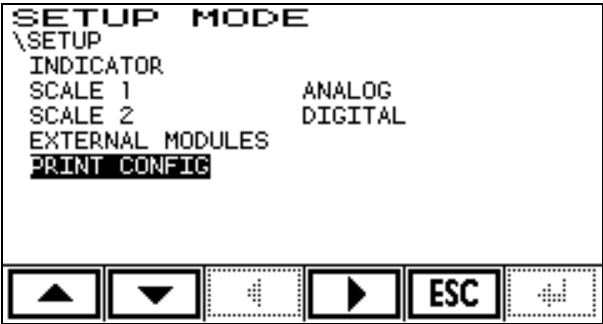 SETUP MODE
\SETUP
INDICATOR
SCALE 1 ANALOG
SCALE 2 DIGITAL
EXTERNAL MODULES
PRINT CONFIG
ESC